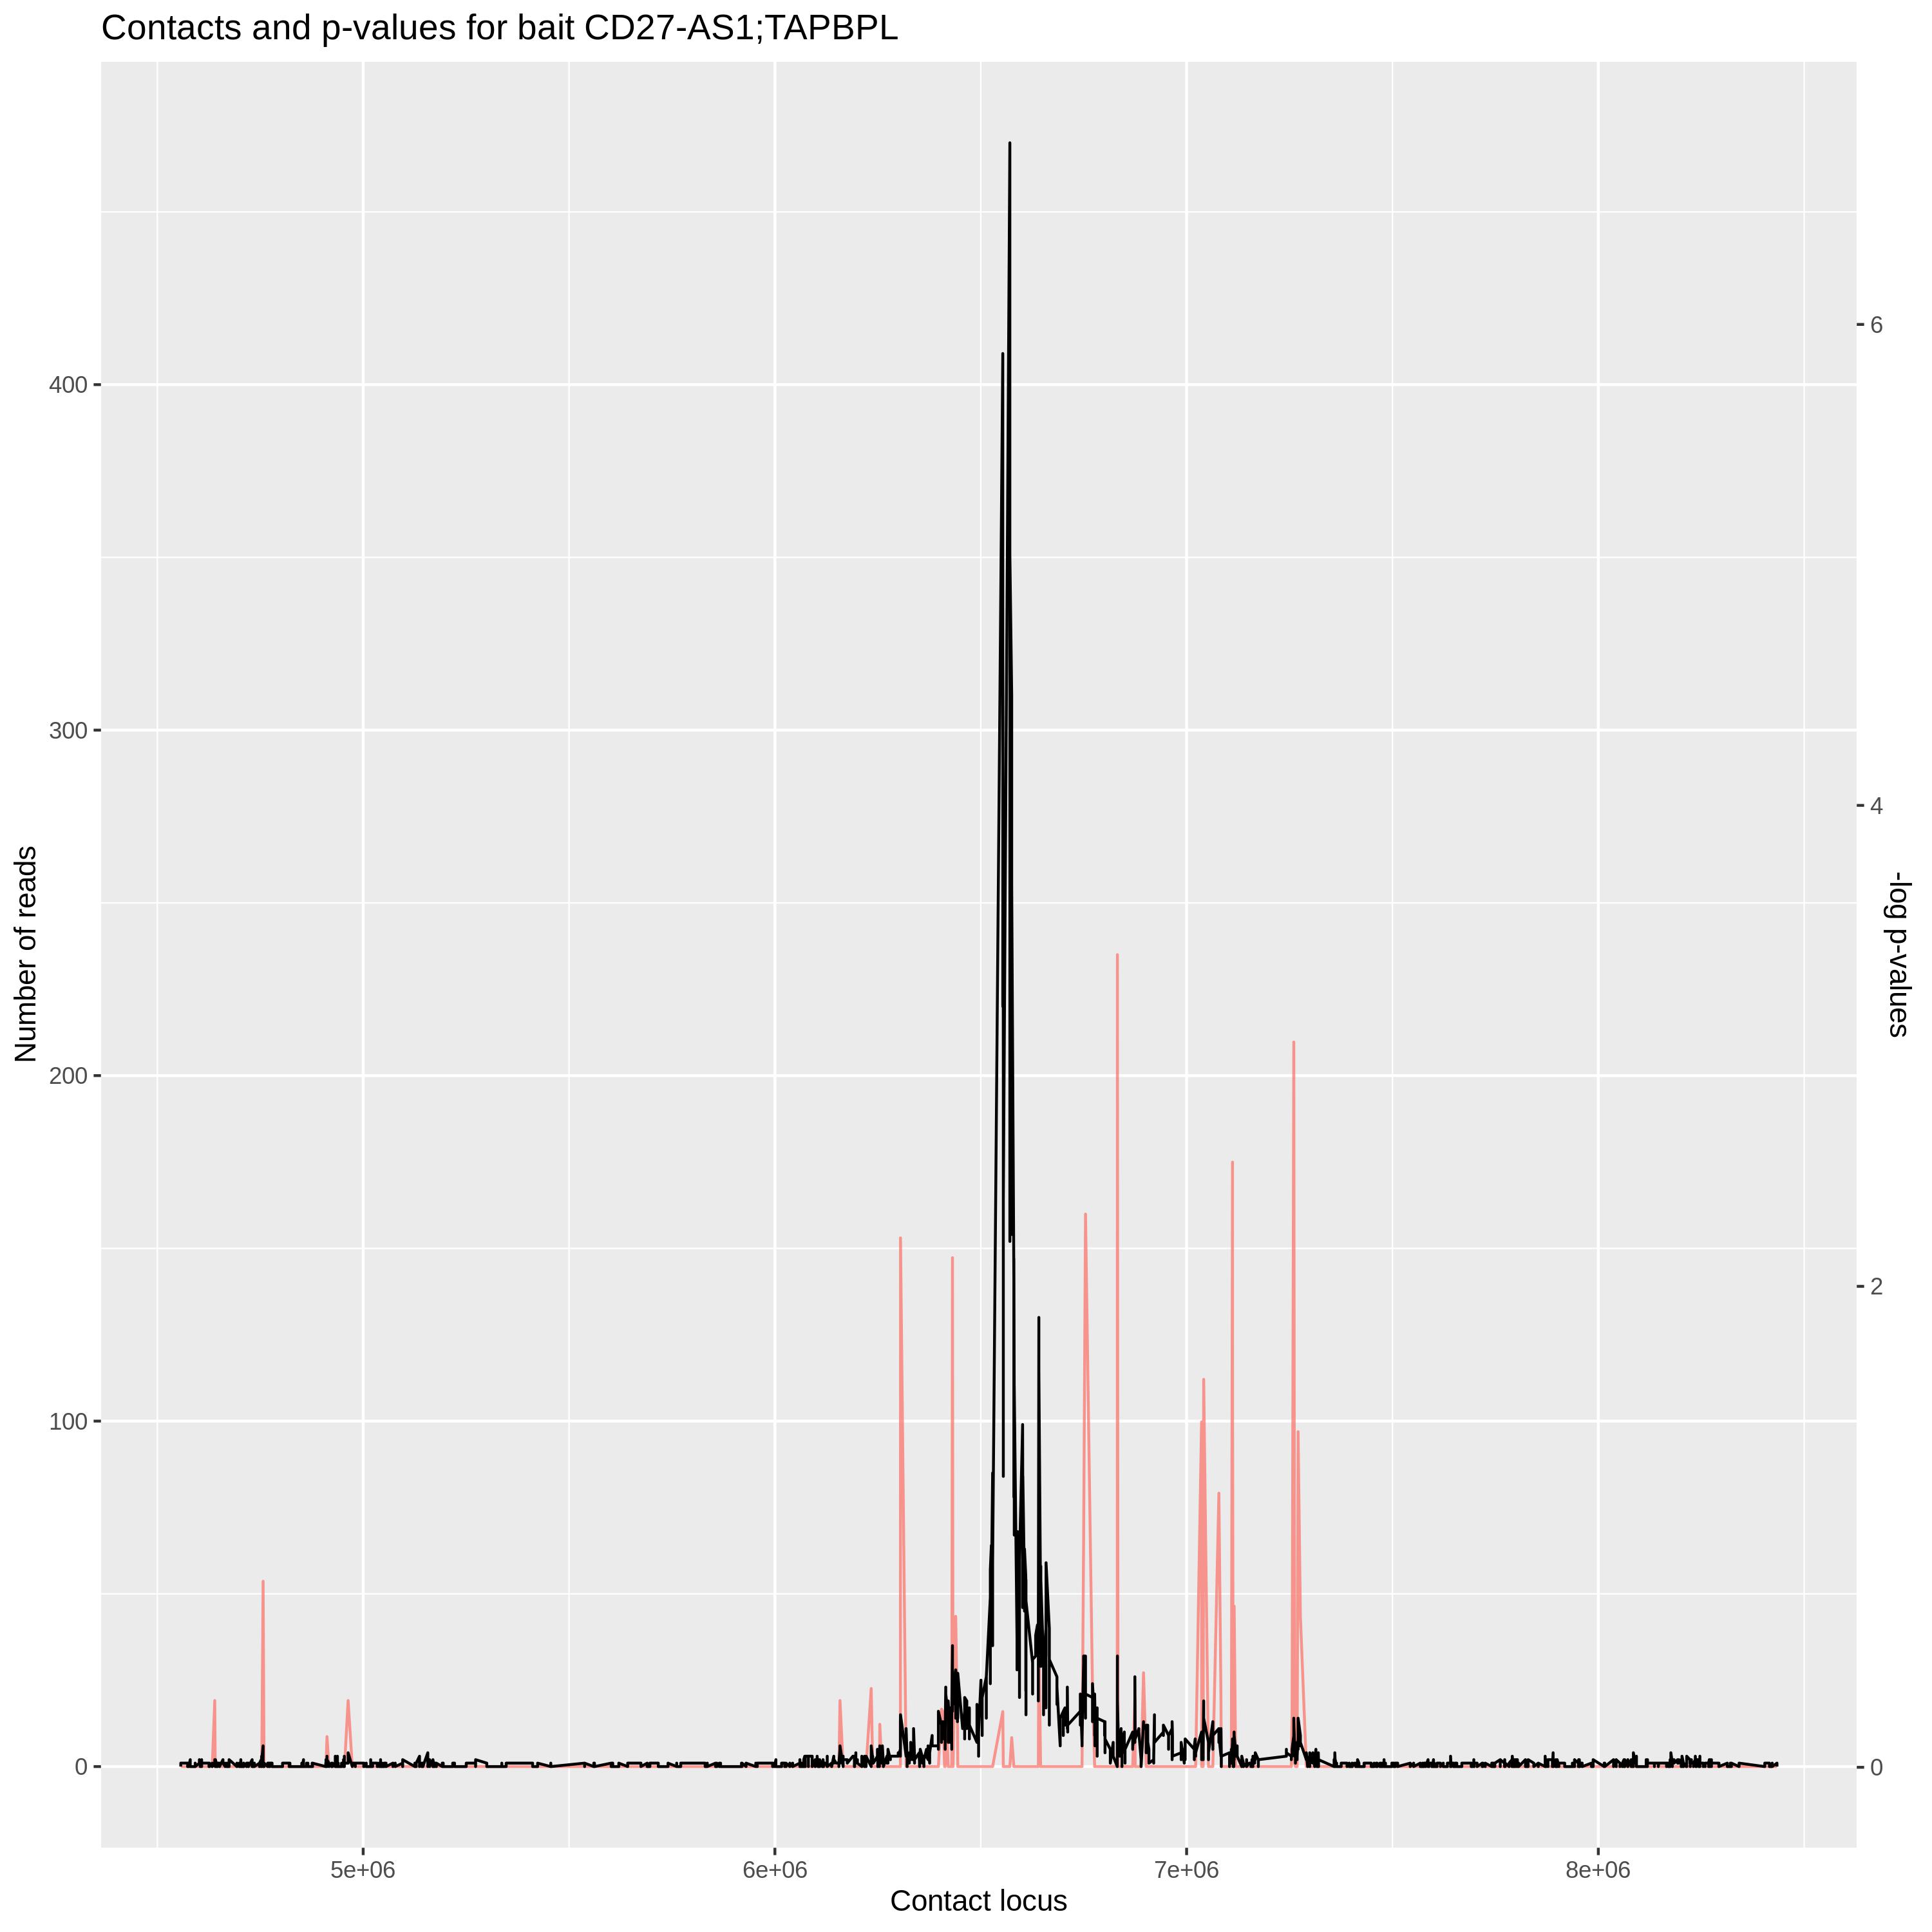 Contacts and p-values for bait CD27-AS1;TAPBPL
Number of reads
400
300
200
100
0
6
4
2
0
-log p-values
5e+06
6e+06
7e+06
8e+06
Contact locus